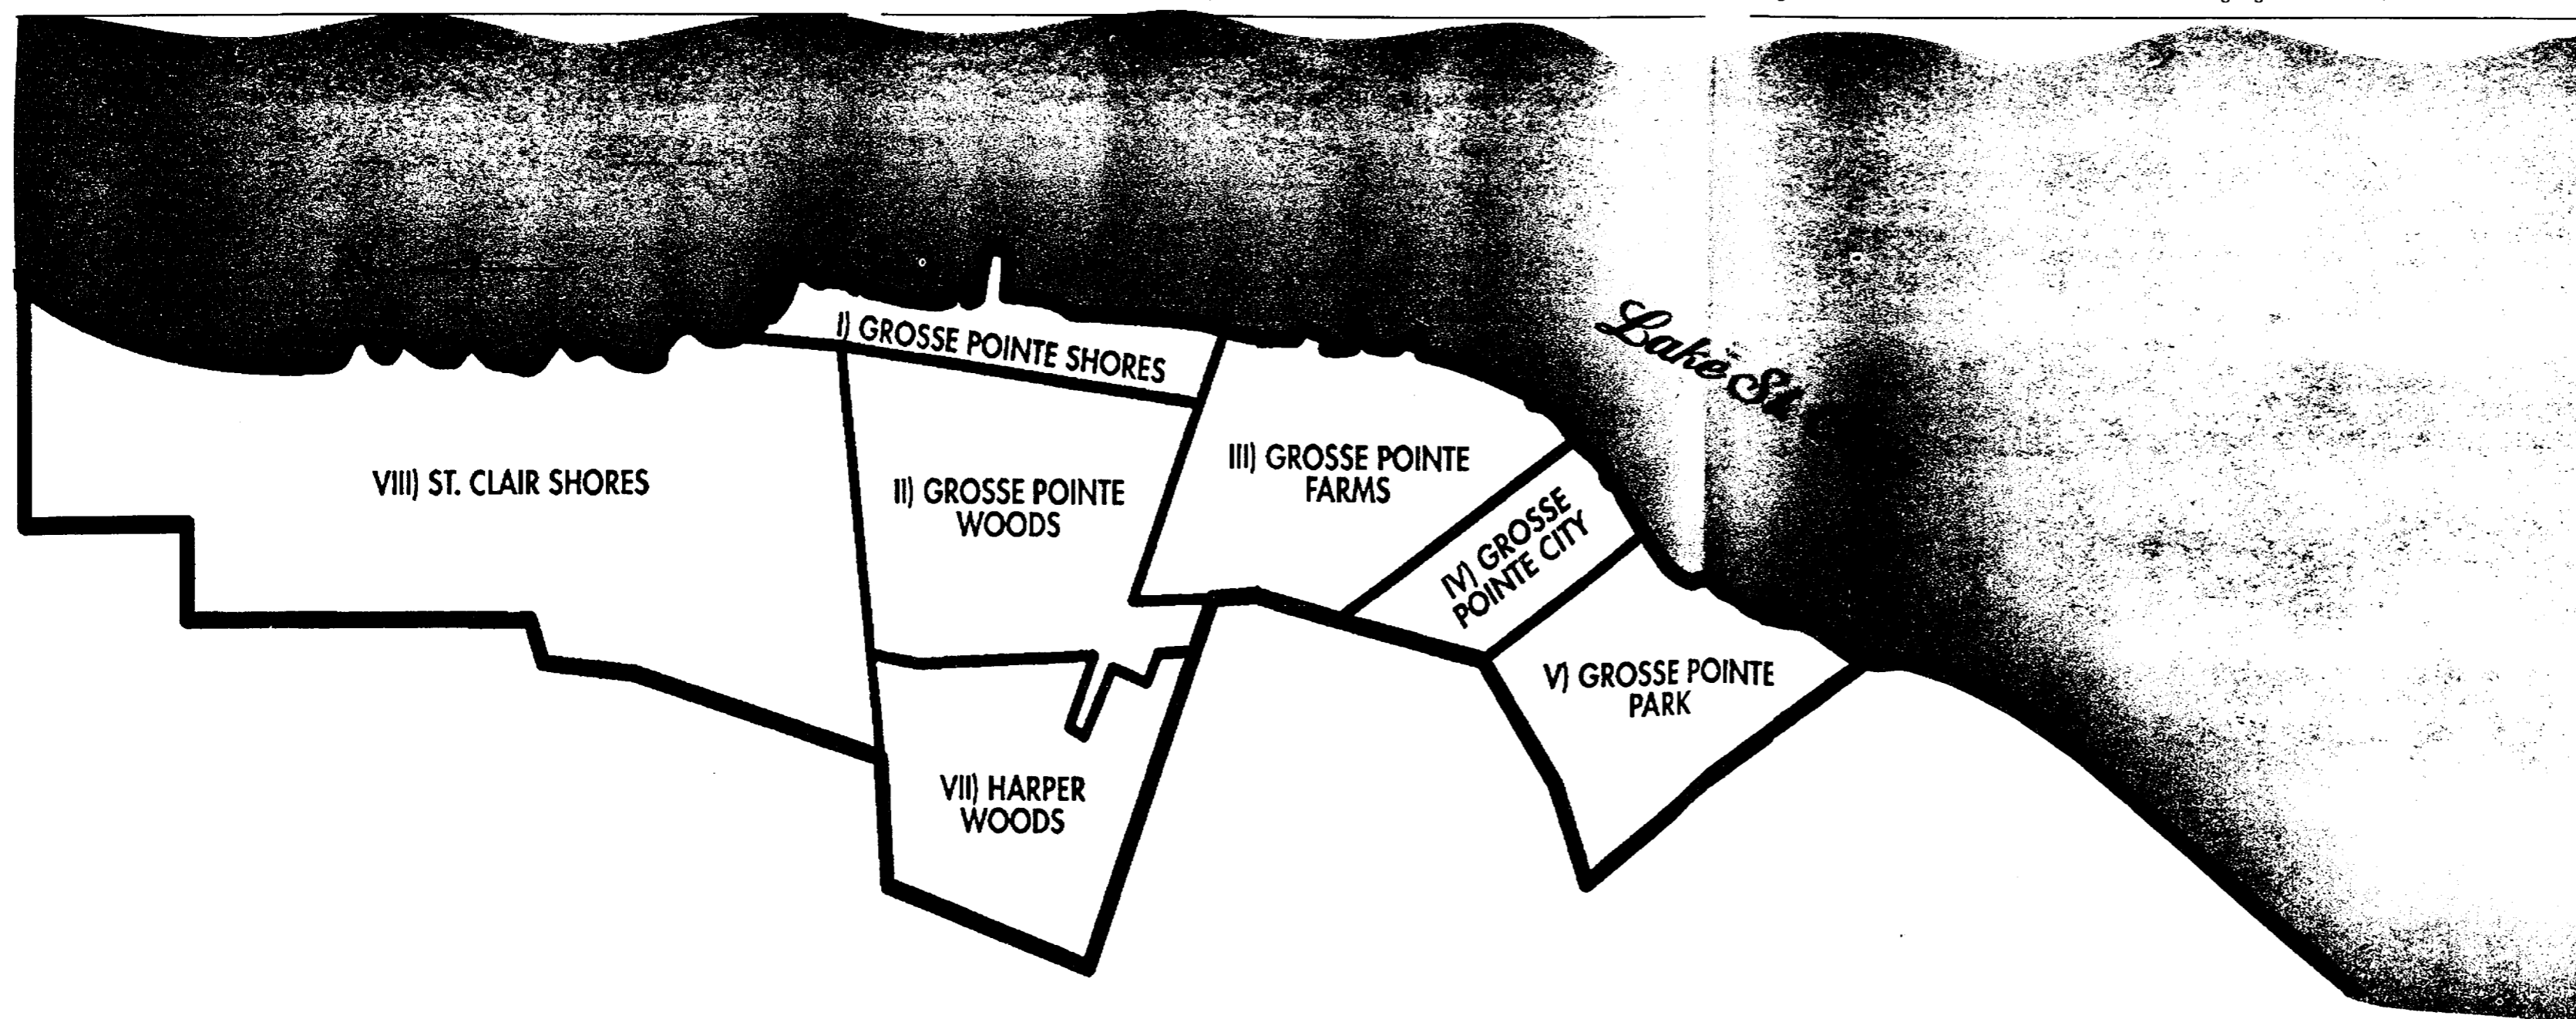 I) GROSSE POINTE SHORES
VIII) ST. CLAIR SHORES
II) GROSSE POINTE
WOODS
III) GROSSE POINTE
FARMS
IV) GROSSE
POINTE CITY
V) GROSSE POINTE
PARK
VII) HARPER
WOODS
Lake St.